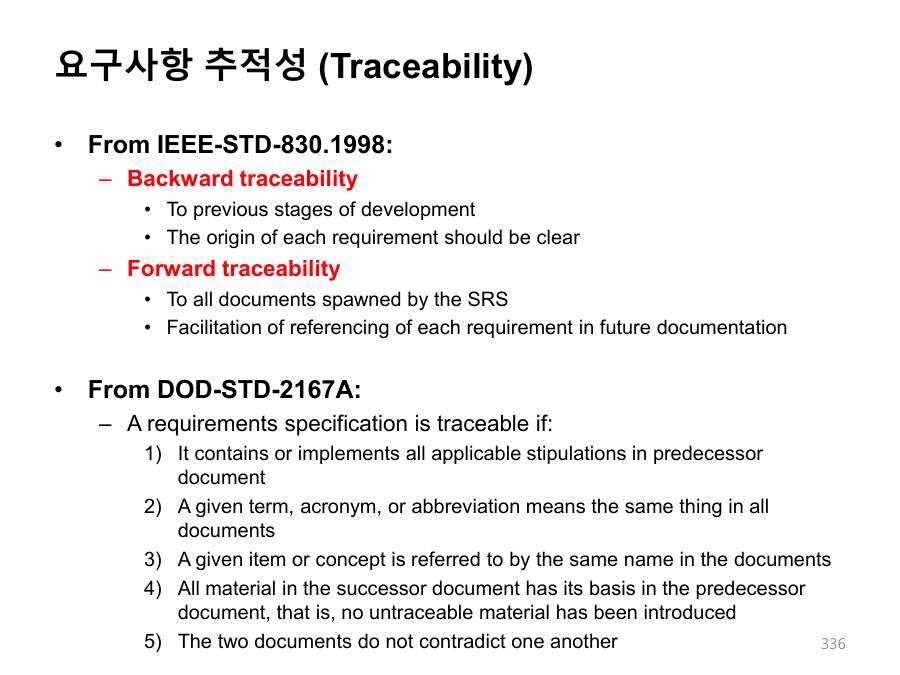 요구사항 추적성 (Traceability)
• From IEEE-STD-830.1998:
– Backward traceability
• To previous stages of development
• The origin of each requirement should be clear
– Forward traceability
• To all documents spawned by the SRS
• Facilitation of referencing of each requirement in future documentation
• From DOD-STD-2167A:
– A requirements specification is traceable if:
1) It contains or implements all applicable stipulations in predecessor
document
2) A given term, acronym, or abbreviation means the same thing in all
documents
3) A given item or concept is referred to by the same name in the documents
4) All material in the successor document has its basis in the predecessor
document, that is, no untraceable material has been introduced
5) The two documents do not contradict one another
336